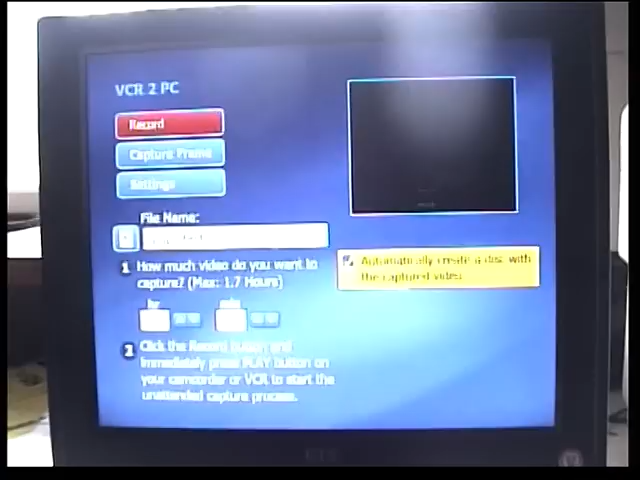 VCR 2 PC
Record
Capture Frame
Settings
File Name:
1 How much video do you want to
capture? (Max: 1.7 Hours)
hr
2 Click the Record button and
immediately press PLAY button on
your camcorder or VCR to start the
unattended capture process.
Automatically create a disc with
the captured video.